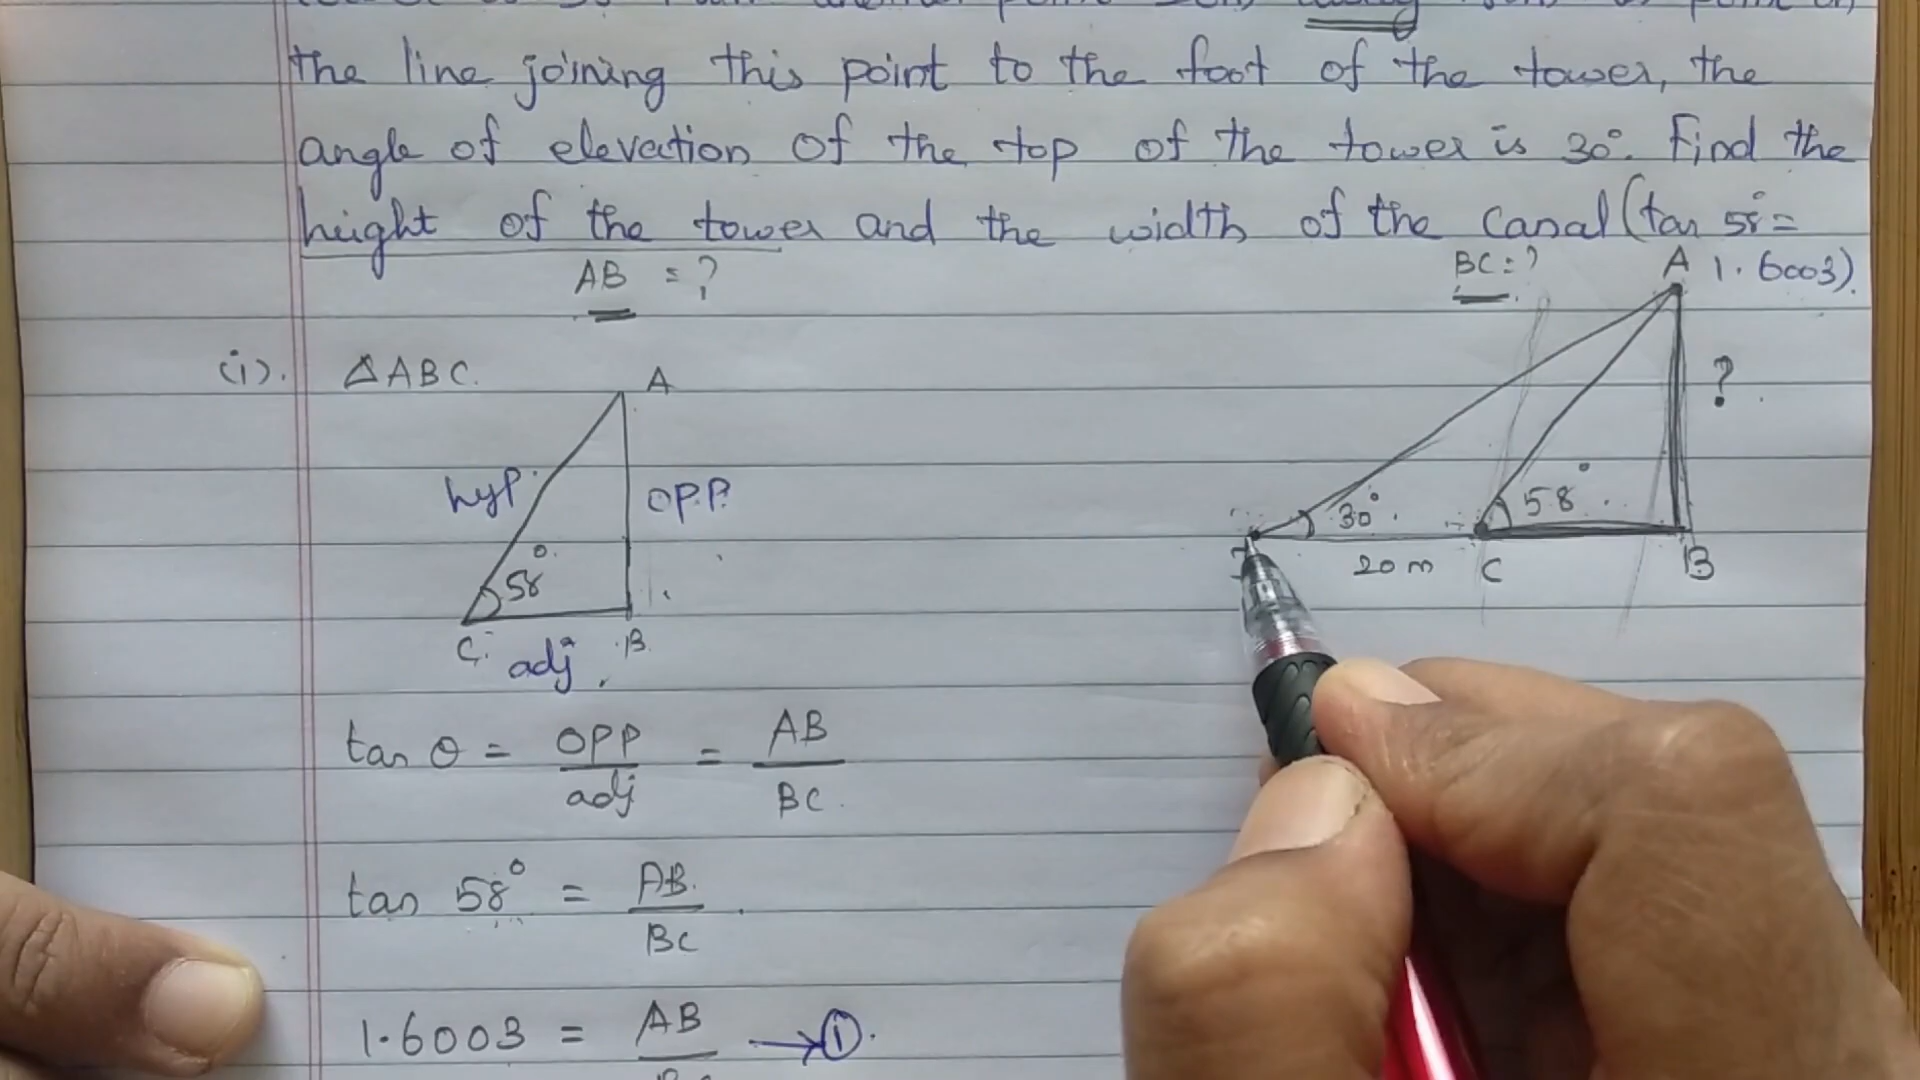 the line joining this point to the foot of the tower, the
angle of elevation of the top of the tower is 30°. Find the
height of the tower and the width of the canal (tan 58° =
AB = ?
BC = ?
A
1.6003).
(i).
ΔABC.
A
hyp
opp.
58°
C
adj
B
?
30°
58°
20 m
C
B
tan θ = opp/adj = AB/BC
tan 58° = AB/BC
1.6003 = AB → ①.